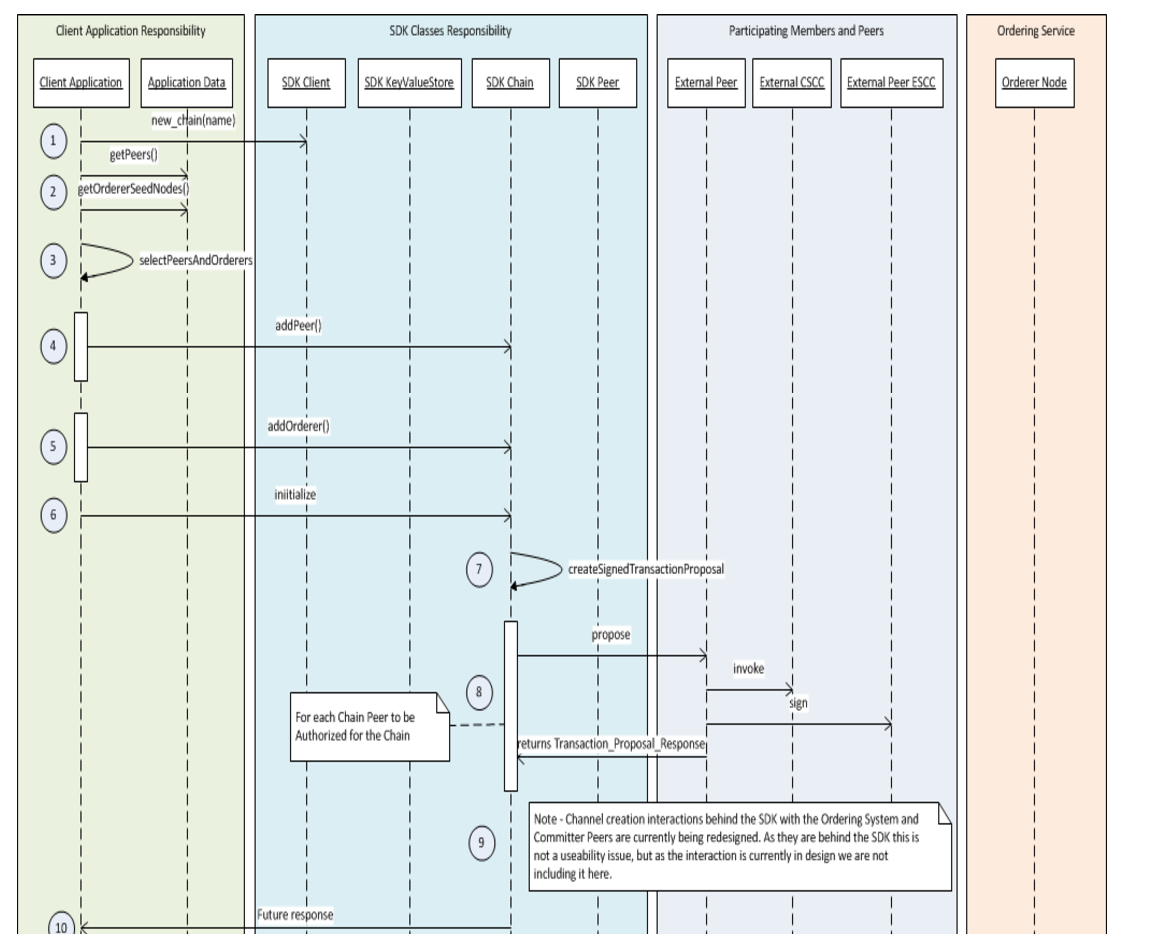 Client Application Responsibility
SDK Classes Responsibility
Participating Members and Peers
Ordering Service
Client Application
Application Data
SDK Client
SDK KeyValueStore
SDK Chain
SDK Peer
External Peer
External CSCC
External Peer ESCC
Orderer Node
new_chain(name)
1
getPeers()
2
getOrdererSeedNodes()
3
selectPeersAndOrderers
addPeer()
4
addOrderer()
5
iniitialize
6
7
createSignedTransactionProposal
propose
invoke
8
sign
For each Chain Peer to be
Authorized for the Chain
returns Transaction_Proposal_Response
9
Note - Channel creation interactions behind the SDK with the Ordering System and
Committer Peers are currently being redesigned. As they are behind the SDK this is
not a useability issue, but as the interaction is currently in design we are not
including it here.
Future response
10